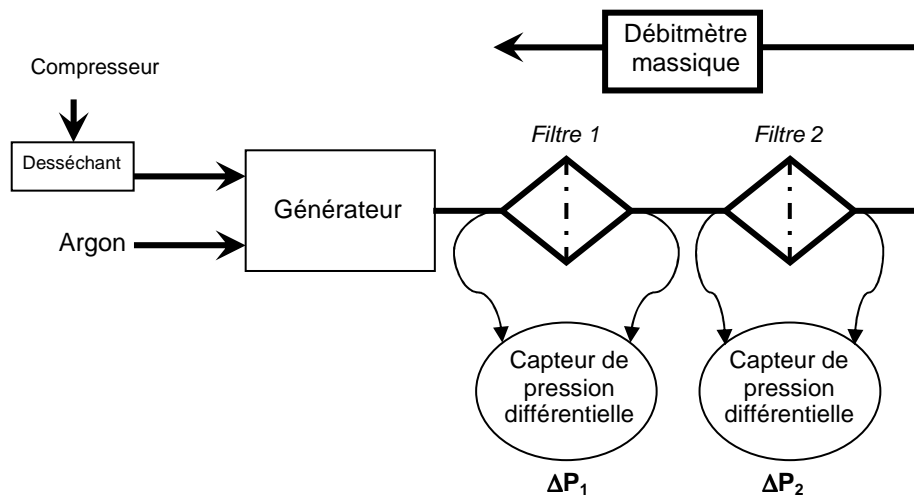 Débitmètre
massique
Compresseur
Desséchant
Filtre 1
Filtre 2
Générateur
Argon
Capteur de
pression
différentielle
Capteur de
pression
différentielle
ΔP₁
ΔP₂